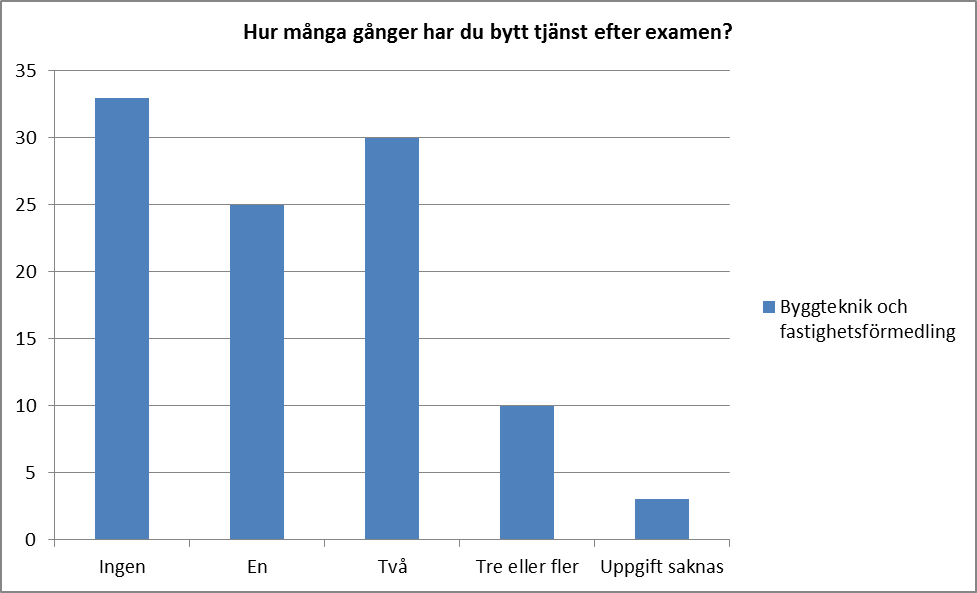 Hur många gånger har du bytt tjänst efter examen?
35
30
25
20
15
10
5
0
Ingen
En
Två
Tre eller fler
Uppgift saknas
Byggteknik och
fastighetsförmedling